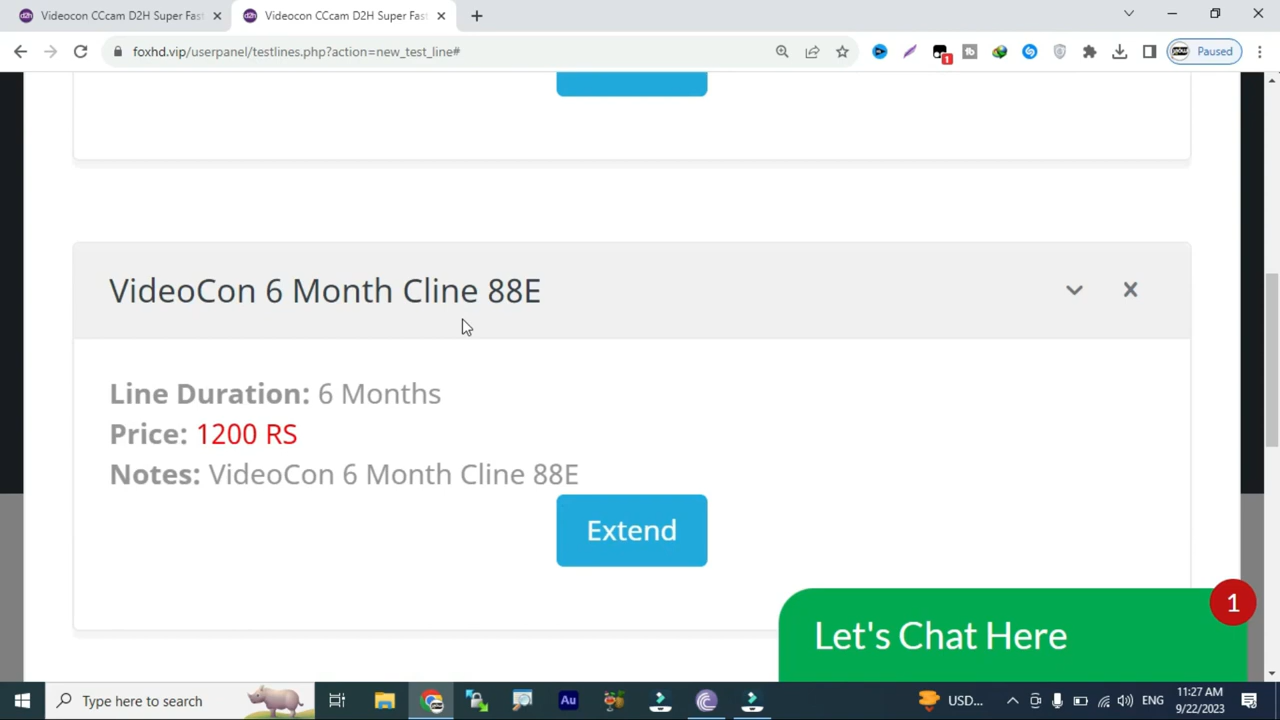 Videocon CCcam D2H Super Fast
Videocon CCcam D2H Super Fast
foxhd.vip/userpanel/testlines.php?action=new_test_line#
1
Paused
VideoCon 6 Month Cline 88E
Line Duration: 6 Months
Price: 1200 RS
Notes: VideoCon 6 Month Cline 88E
Extend
1
Let's Chat Here
Type here to search
Au
USD...
ENG
11:27 AM
9/22/2023